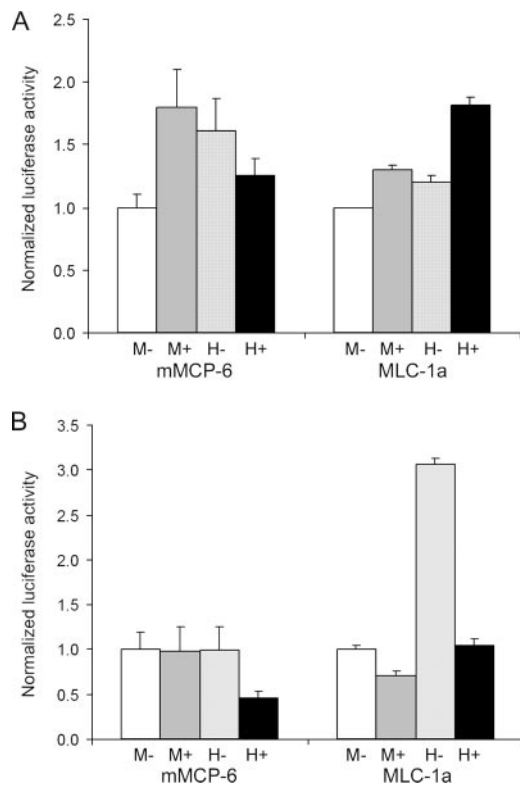 A
Normalized luciferase activity
2.5
2.0
1.5
1.0
0.5
0.0
M- M+ H- H+ M- M+ H- H+
mMCP-6 MLC-1a
B
Normalized luciferase activity
3.5
3.0
2.5
2.0
1.5
1.0
0.5
0.0
M- M+ H- H+ M- M+ H- H+
mMCP-6 MLC-1a